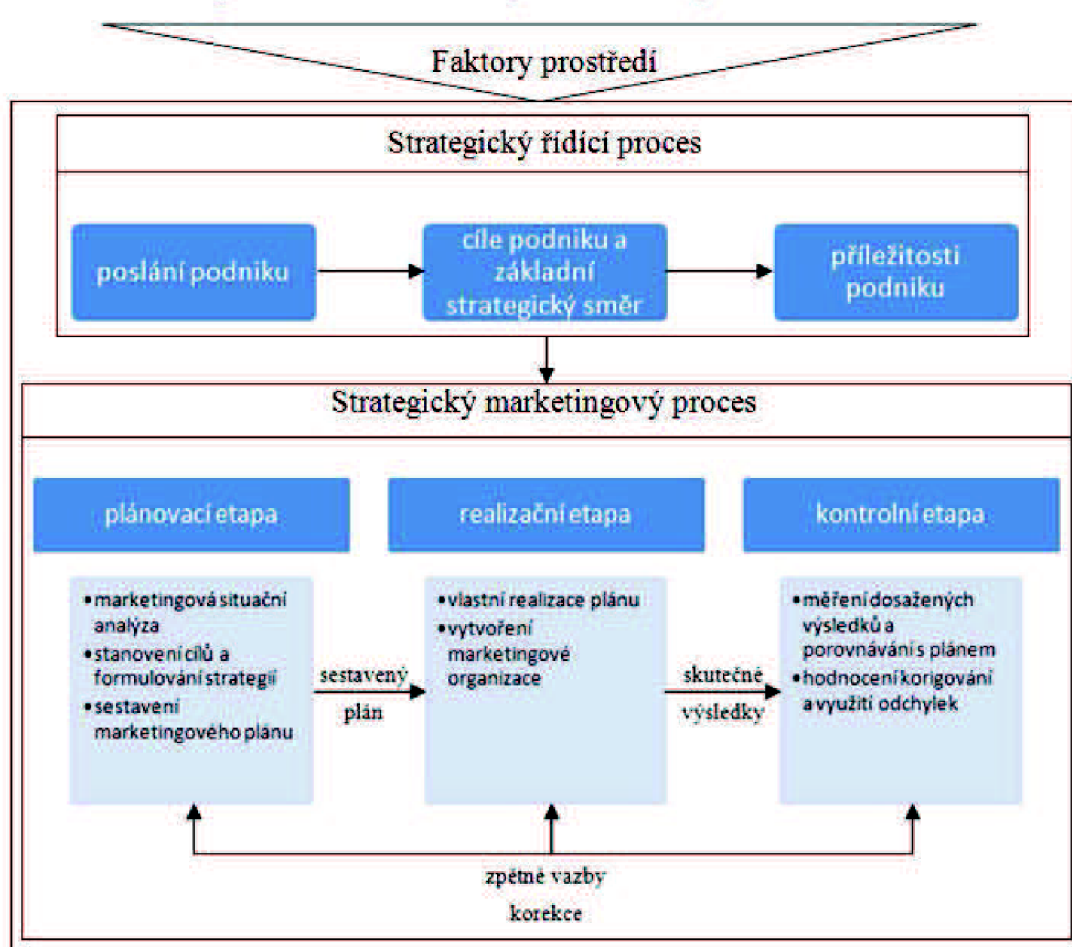 Faktory prostředí
Strategický řídící proces
poslání podniku
cíle podniku a
základní
strategický směr
příležitosti
podniku
Strategický marketingový proces
plánovací etapa
realizační etapa
kontrolní etapa
•marketingová situační
analýza
•stanovení cílů a
formulování strategií
•sestavení
marketingového plánu
sestavený
plán
•vlastní realizace plánu
•vytvoření
marketingové
organizace
skutečné
výsledky
•měření dosažených
výsledků a
porovnávání s plánem
•hodnocení korigování
a využití odchylek
zpětné vazby
korekce